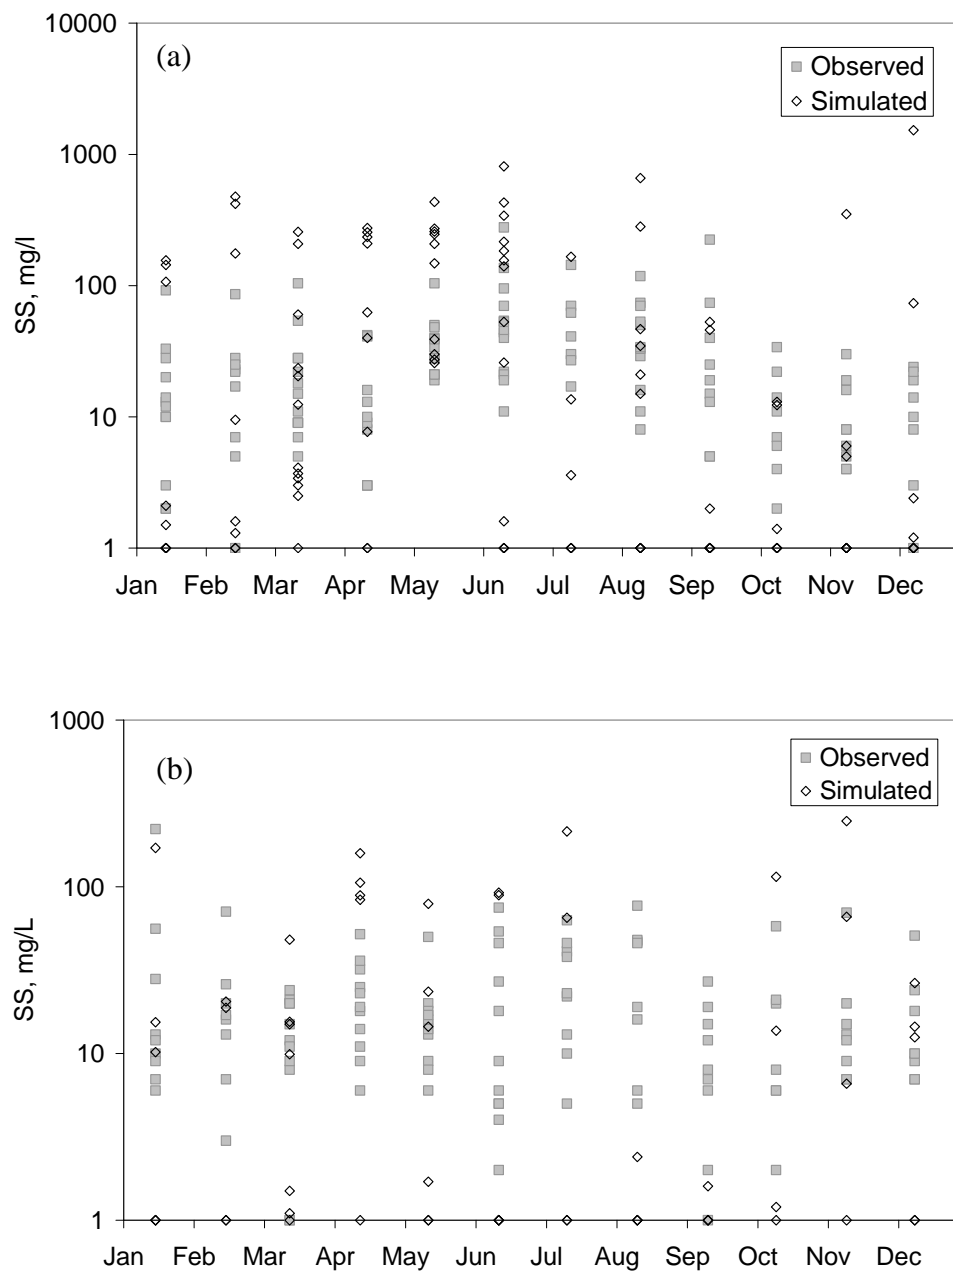 10000
(a)
Observed
Simulated
1000
SS, mg/l
100
10
1
Jan Feb Mar Apr May Jun Jul Aug Sep Oct Nov Dec
1000
(b)
Observed
Simulated
100
SS, mg/L
10
1
Jan Feb Mar Apr May Jun Jul Aug Sep Oct Nov Dec